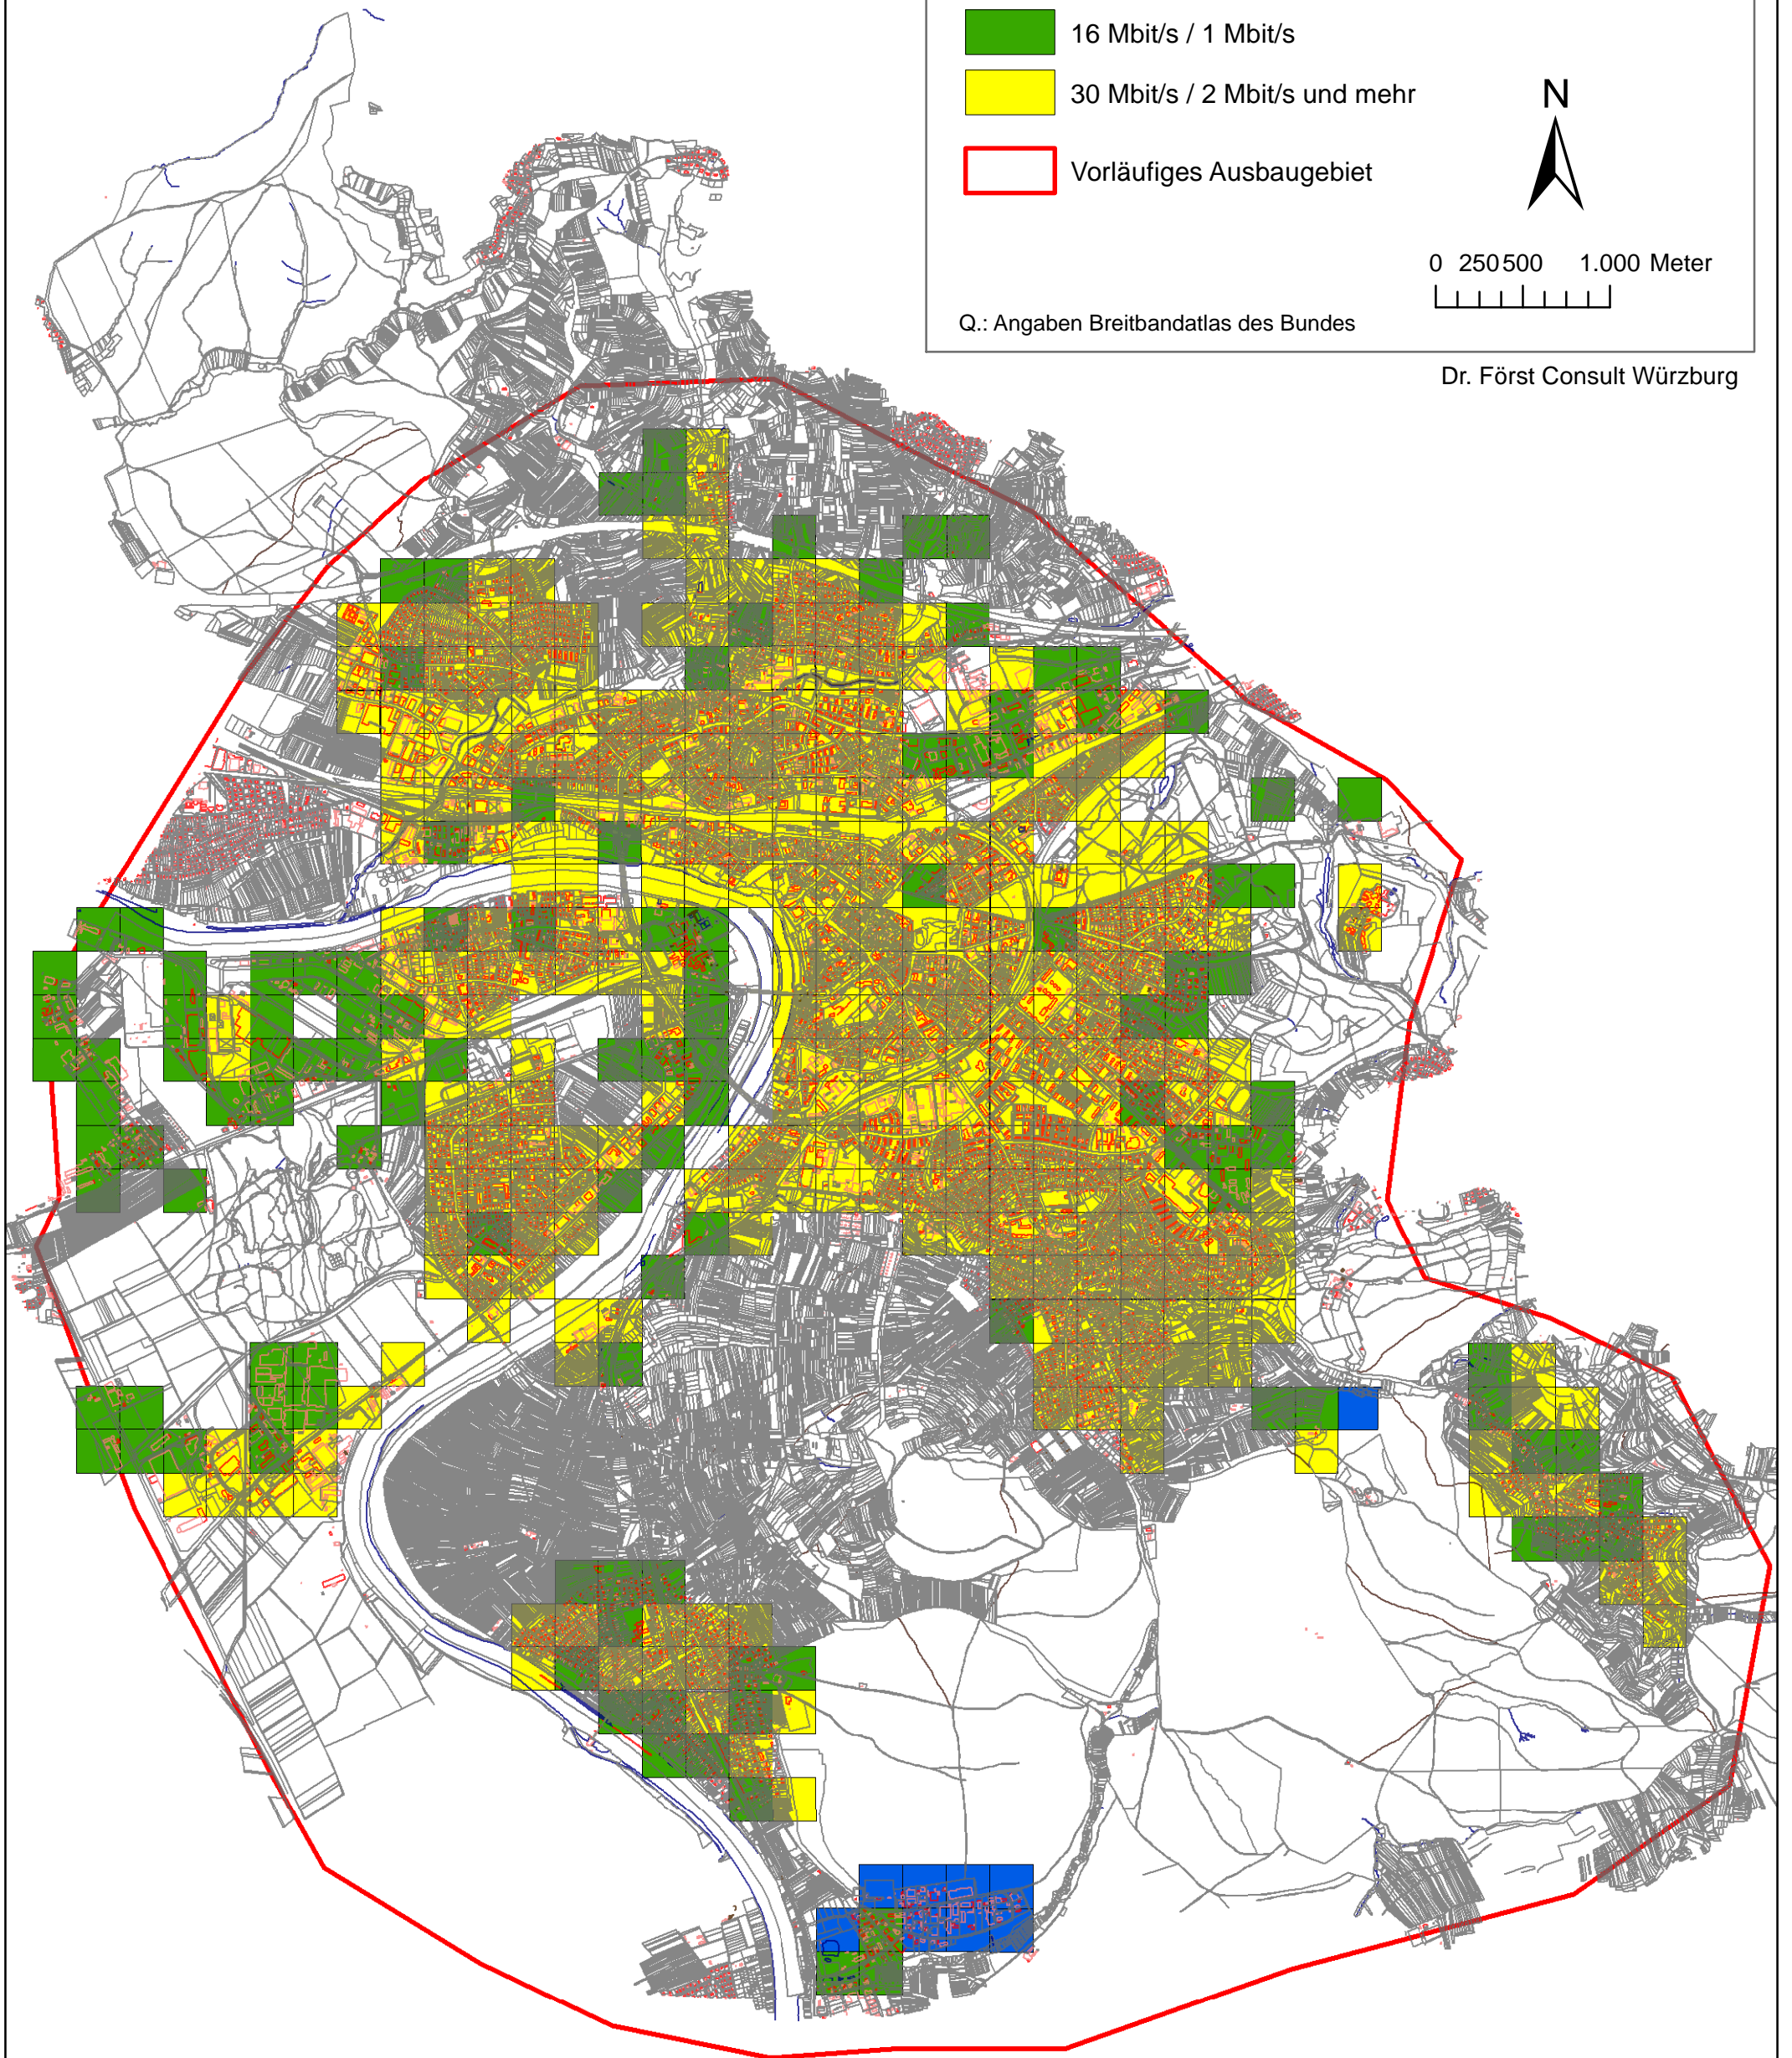 16 Mbit/s / 1 Mbit/s
30 Mbit/s / 2 Mbit/s und mehr
N
Vorläufiges Ausbaugebiet
0 250 500 1.000 Meter
Q.: Angaben Breitbandatlas des Bundes
Dr. Först Consult Würzburg